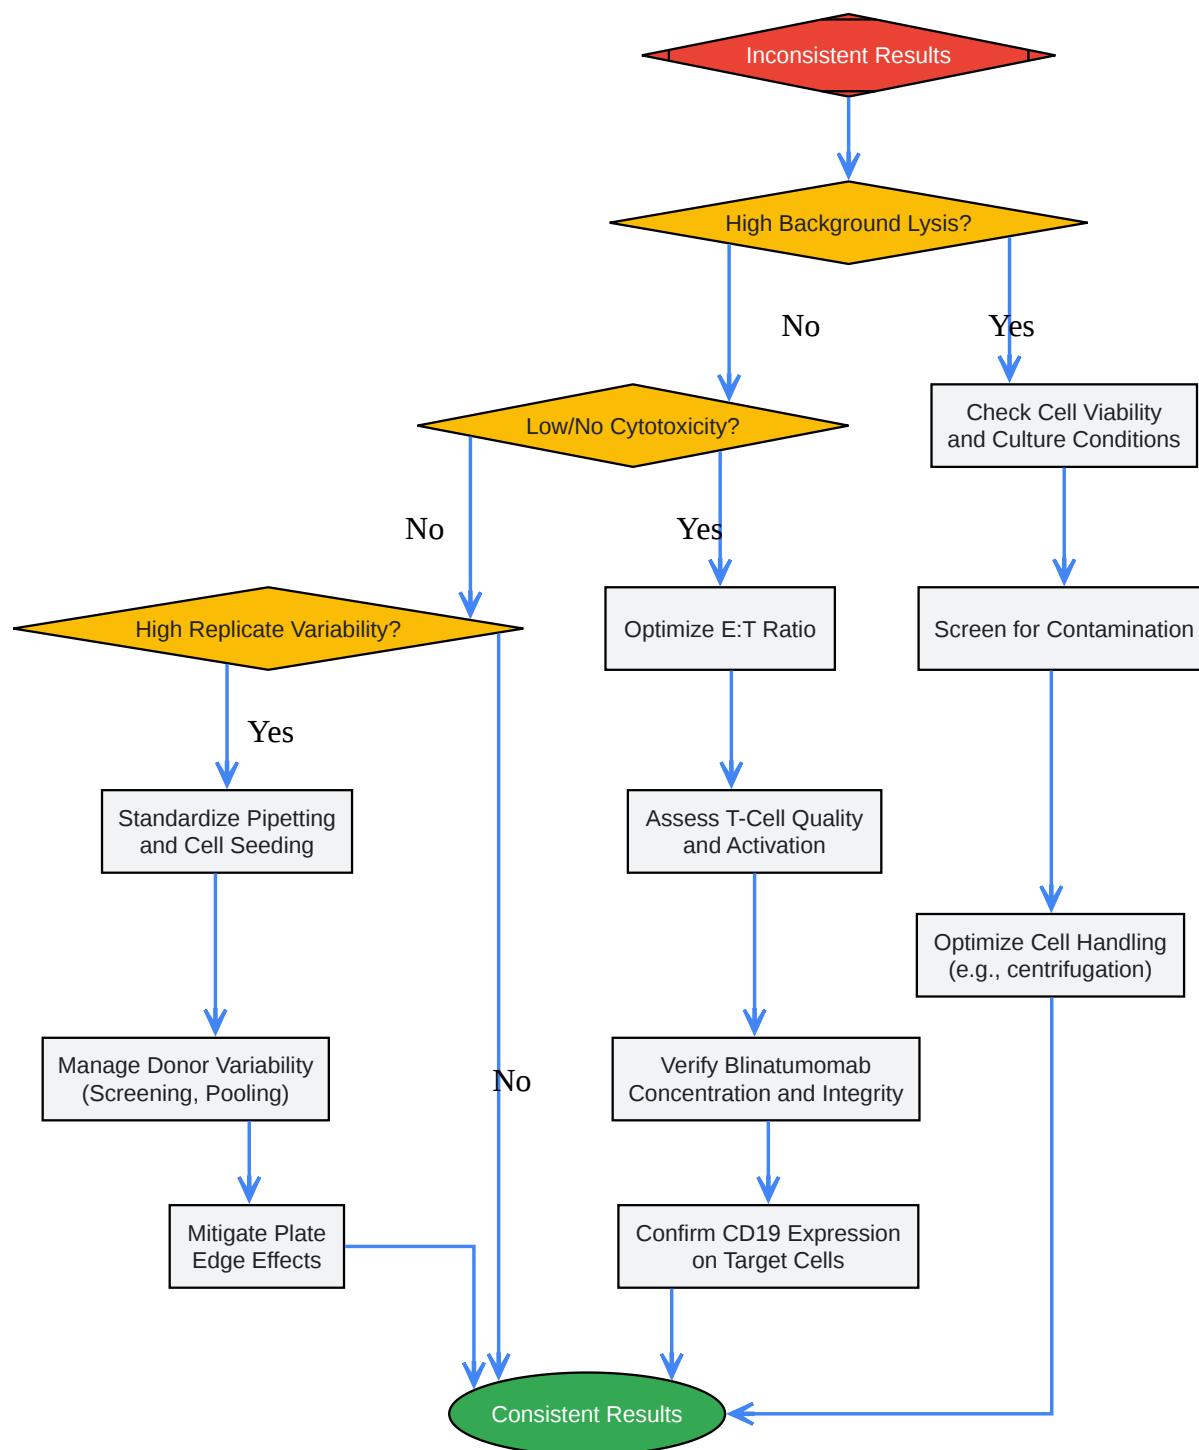 Inconsistent Results
High Background Lysis?
No
Yes
Low/No Cytotoxicity?
Check Cell Viability
and Culture Conditions
No
Yes
High Replicate Variability?
Optimize E:T Ratio
Screen for Contamination
Yes
Standardize Pipetting
and Cell Seeding
Assess T-Cell Quality
and Activation
Optimize Cell Handling
(e.g., centrifugation)
Manage Donor Variability
(Screening, Pooling)
No
Verify Blinatumomab
Concentration and Integrity
Mitigate Plate
Edge Effects
Confirm CD19 Expression
on Target Cells
Consistent Results